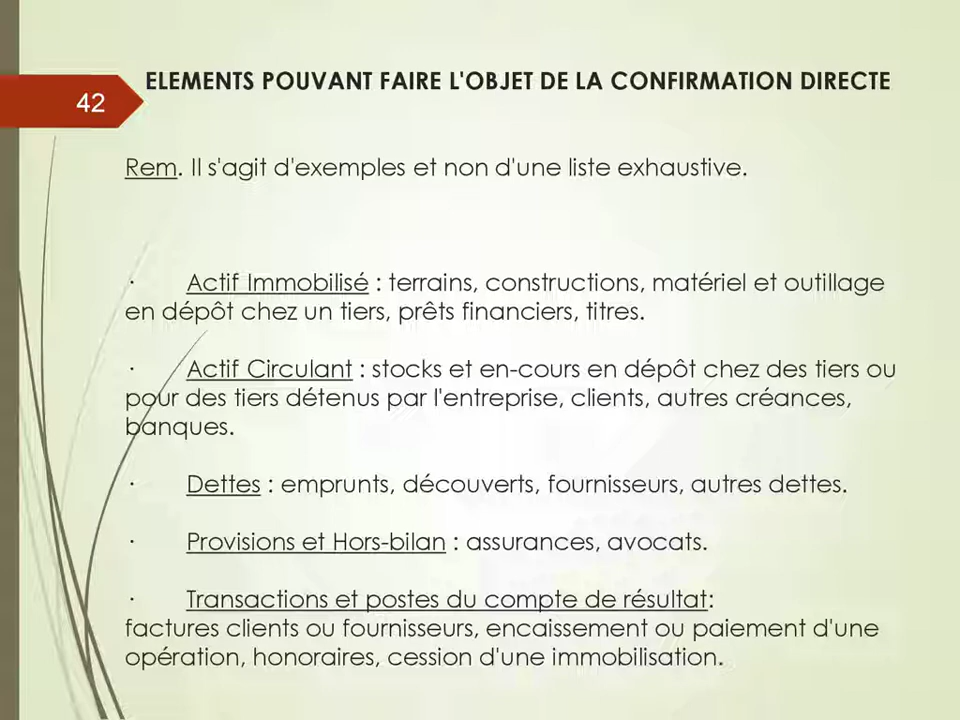 ELEMENTS POUVANT FAIRE L'OBJET DE LA CONFIRMATION DIRECTE
42
Rem. Il s'agit d'exemples et non d'une liste exhaustive.
· Actif Immobilisé : terrains, constructions, matériel et outillage
en dépôt chez un tiers, prêts financiers, titres.
· Actif Circulant : stocks et en-cours en dépôt chez des tiers ou
pour des tiers détenus par l'entreprise, clients, autres créances,
banques.
· Dettes : emprunts, découverts, fournisseurs, autres dettes.
· Provisions et Hors-bilan : assurances, avocats.
· Transactions et postes du compte de résultat:
factures clients ou fournisseurs, encaissement ou paiement d'une
opération, honoraires, cession d'une immobilisation.